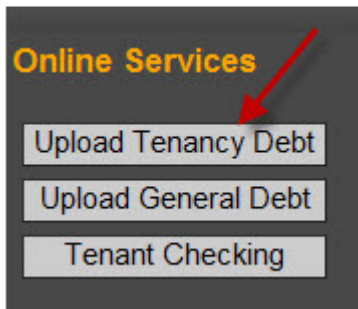 Online Services
Upload Tenancy Debt
Upload General Debt
Tenant Checking